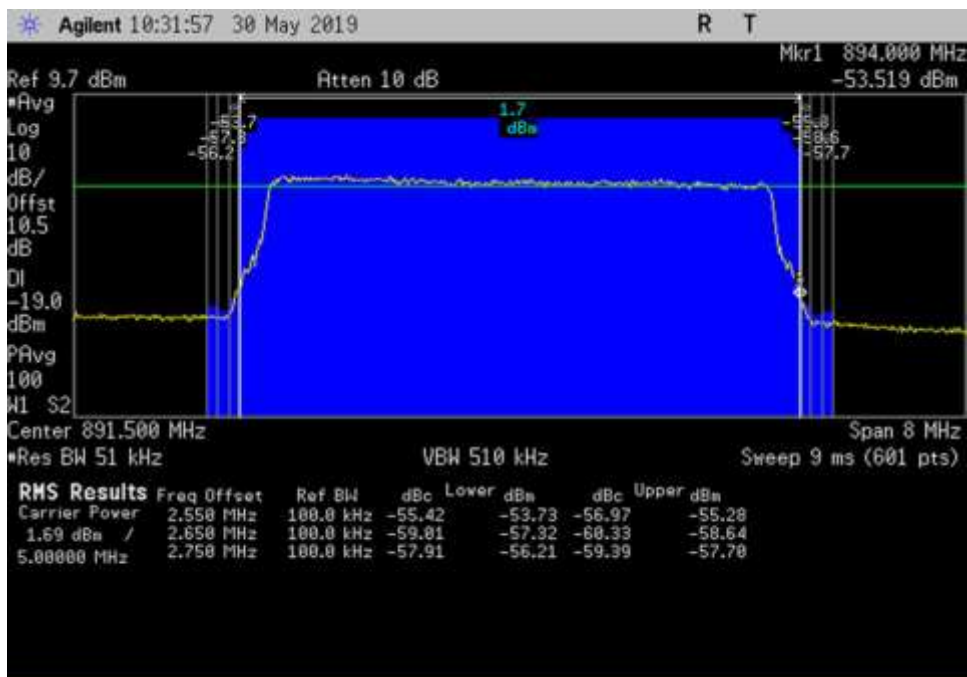 Agilent 10:31:57 30 May 2019 R T
Mkr1 894.000 MHz
Ref 9.7 dBm Atten 10 dB -53.519 dBm
#Avg
Log
10
dB/
Offst
10.5
dB
DI
-19.0
dBm
PAvg
100
W1 S2
1.7
dBm
-56.2
-57.7
Center 891.500 MHz Span 8 MHz
#Res BW 51 kHz VBW 510 kHz Sweep 9 ms (601 pts)
RMS Results Freq Offset Ref BW dBc Lower dBm dBc Upper dBm
Carrier Power 2.550 MHz 100.0 kHz -55.42 -53.73 -56.97 -55.28
1.69 dBm / 2.650 MHz 100.0 kHz -59.01 -57.32 -60.33 -58.64
5.00000 MHz 2.750 MHz 100.0 kHz -57.91 -56.21 -59.39 -57.70